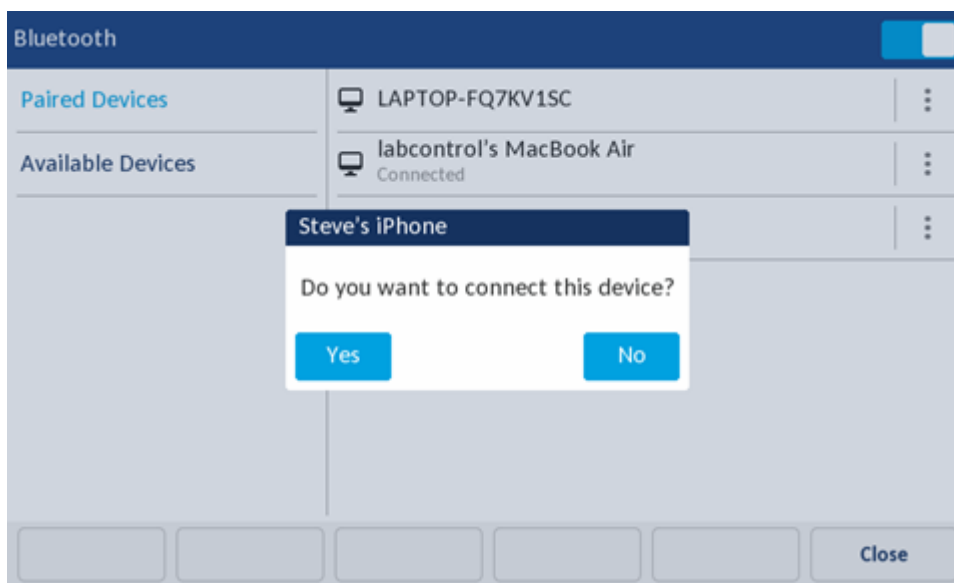 Bluetooth
Paired Devices
Available Devices
LAPTOP-FQ7KV1SC
labcontrol's MacBook Air
Connected
Steve's iPhone
Do you want to connect this device?
Yes
No
Close